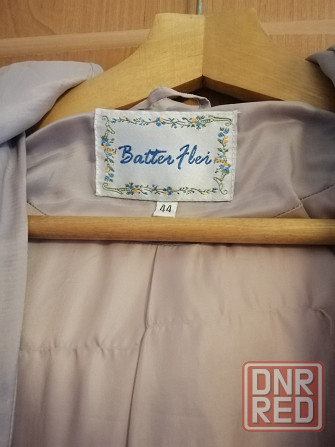 Batter Flei
44
DNR
RED